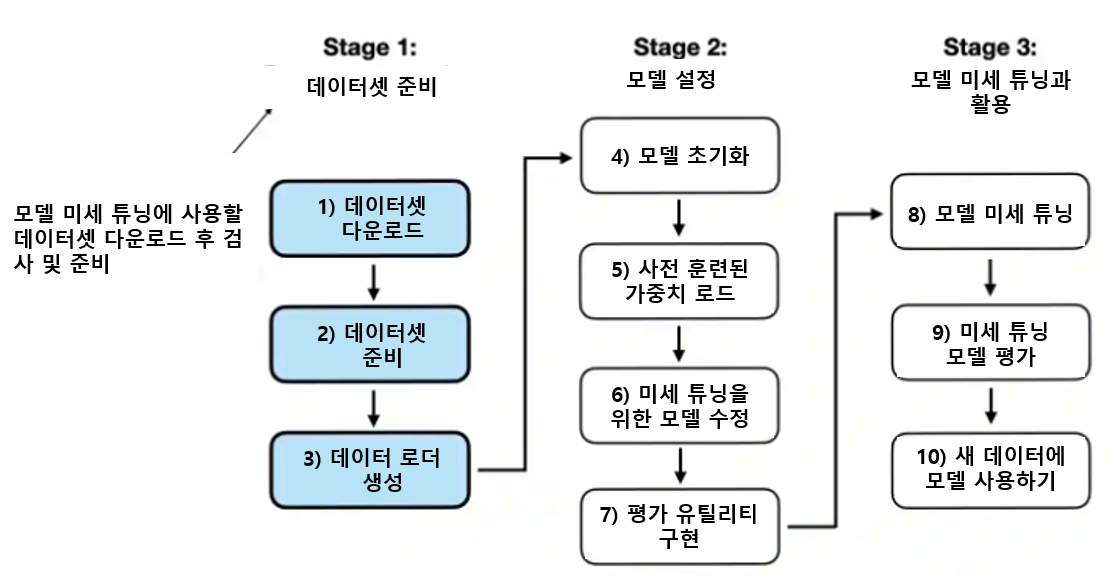 Stage 1:
데이터셋 준비
모델 미세 튜닝에 사용할
데이터셋 다운로드 후 검
사 및 준비
1) 데이터셋
다운로드
2) 데이터셋
준비
3) 데이터 로더
생성
Stage 2:
모델 설정
4) 모델 초기화
5) 사전 훈련된
가중치 로드
6) 미세 튜닝을
위한 모델 수정
7) 평가 유틸리티
구현
Stage 3:
모델 미세 튜닝과
활용
8) 모델 미세 튜닝
9) 미세 튜닝
모델 평가
10) 새 데이터에
모델 사용하기